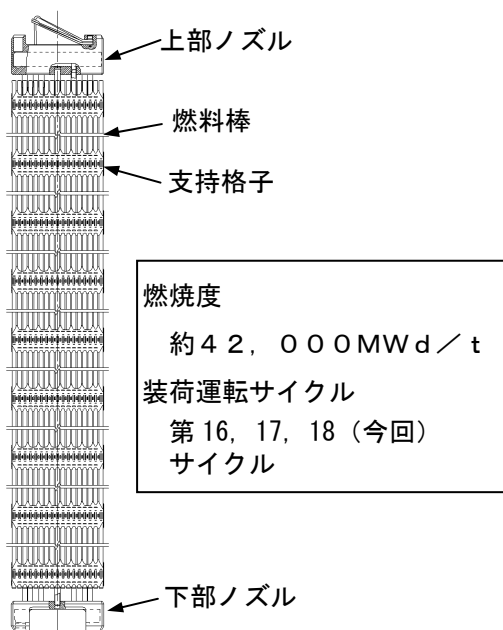 上部ノズル
燃料棒
支持格子
燃焼度
約４２，０００ＭＷｄ／ｔ
装荷運転サイクル
第 16, 17, 18（今回）
サイクル
下部ノズル